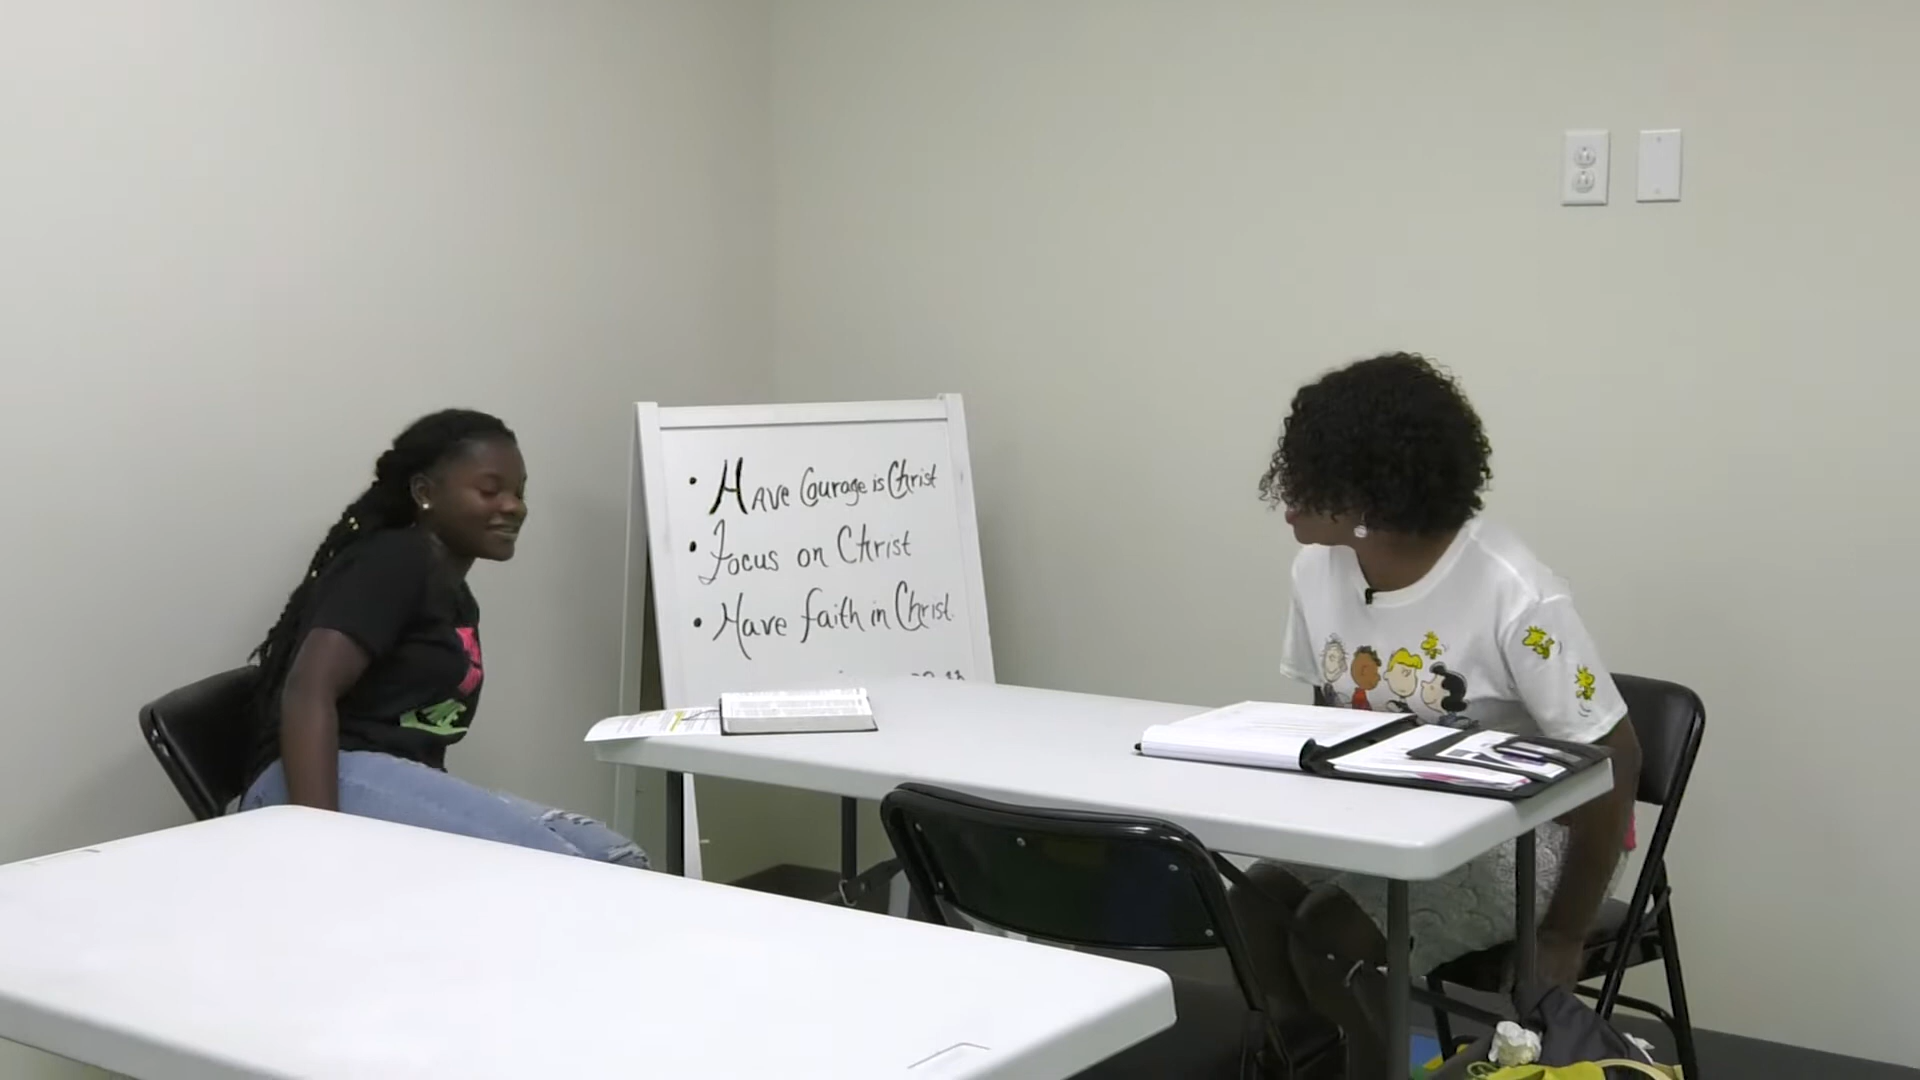 • Have Courage is Christ
• Focus on Christ
• Have faith in Christ.